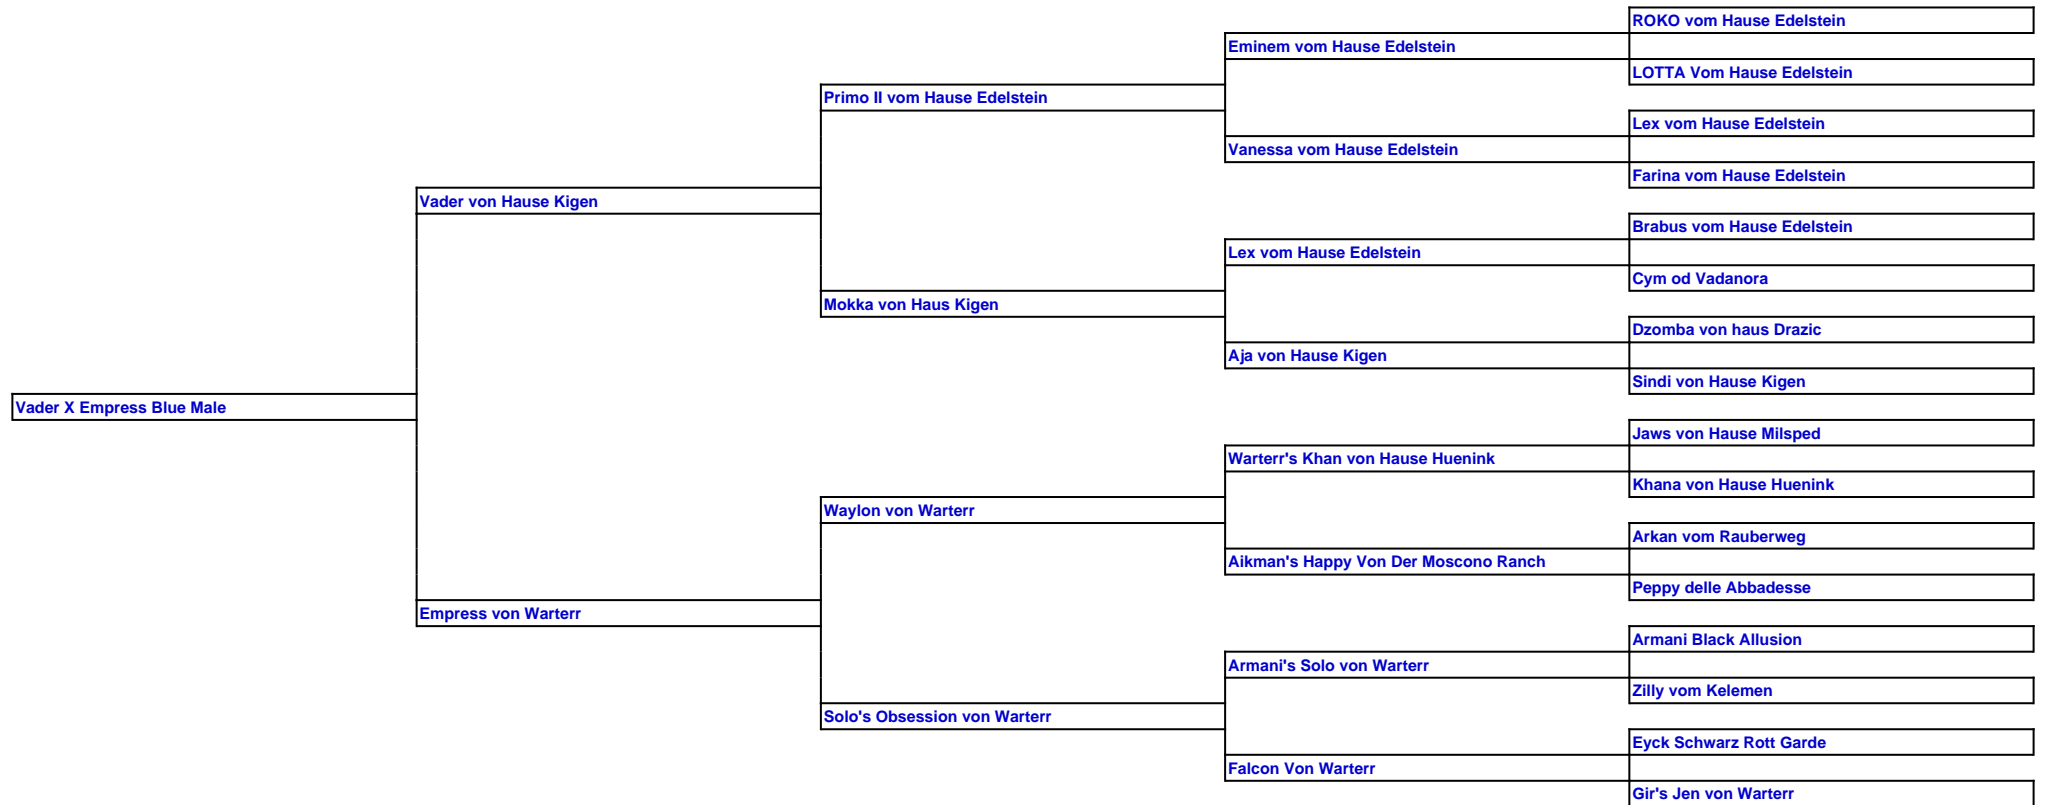 ROKO vom Hause Edelstein
Eminem vom Hause Edelstein
LOTTA Vom Hause Edelstein
Primo II vom Hause Edelstein
Lex vom Hause Edelstein
Vanessa vom Hause Edelstein
Farina vom Hause Edelstein
Vader von Hause Kigen
Brabus vom Hause Edelstein
Lex vom Hause Edelstein
Cym od Vadanora
Mokka von Haus Kigen
Dzomba von haus Drazic
Aja von Hause Kigen
Sindi von Hause Kigen
Vader X Empress Blue Male
Jaws von Hause Milsped
Warterr's Khan von Hause Huenink
Khana von Hause Huenink
Waylon von Warterr
Arkan vom Rauberweg
Aikman's Happy Von Der Moscono Ranch
Peppy delle Abbadesse
Empress von Warterr
Armani Black Allusion
Armani's Solo von Warterr
Zilly vom Kelemen
Solo's Obsession von Warterr
Eyck Schwarz Rott Garde
Falcon Von Warterr
Gir's Jen von Warterr